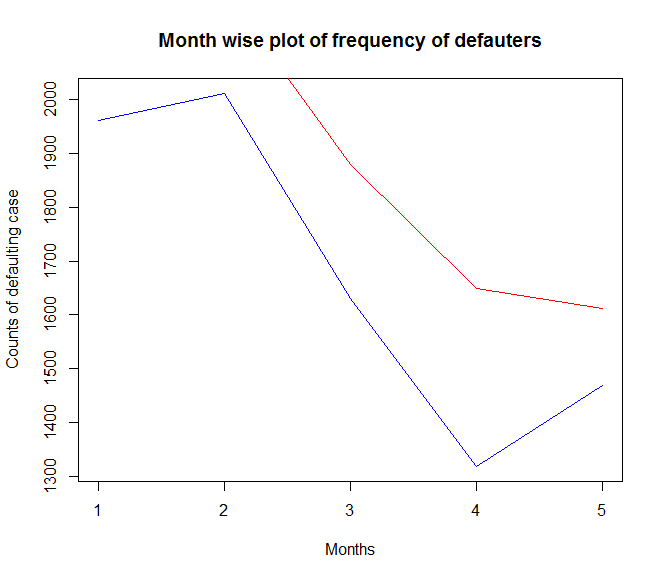 Month wise plot of frequency of defauters
Counts of defaulting case
2000
1900
1800
1700
1600
1500
1400
1300
1 2 3 4 5
Months